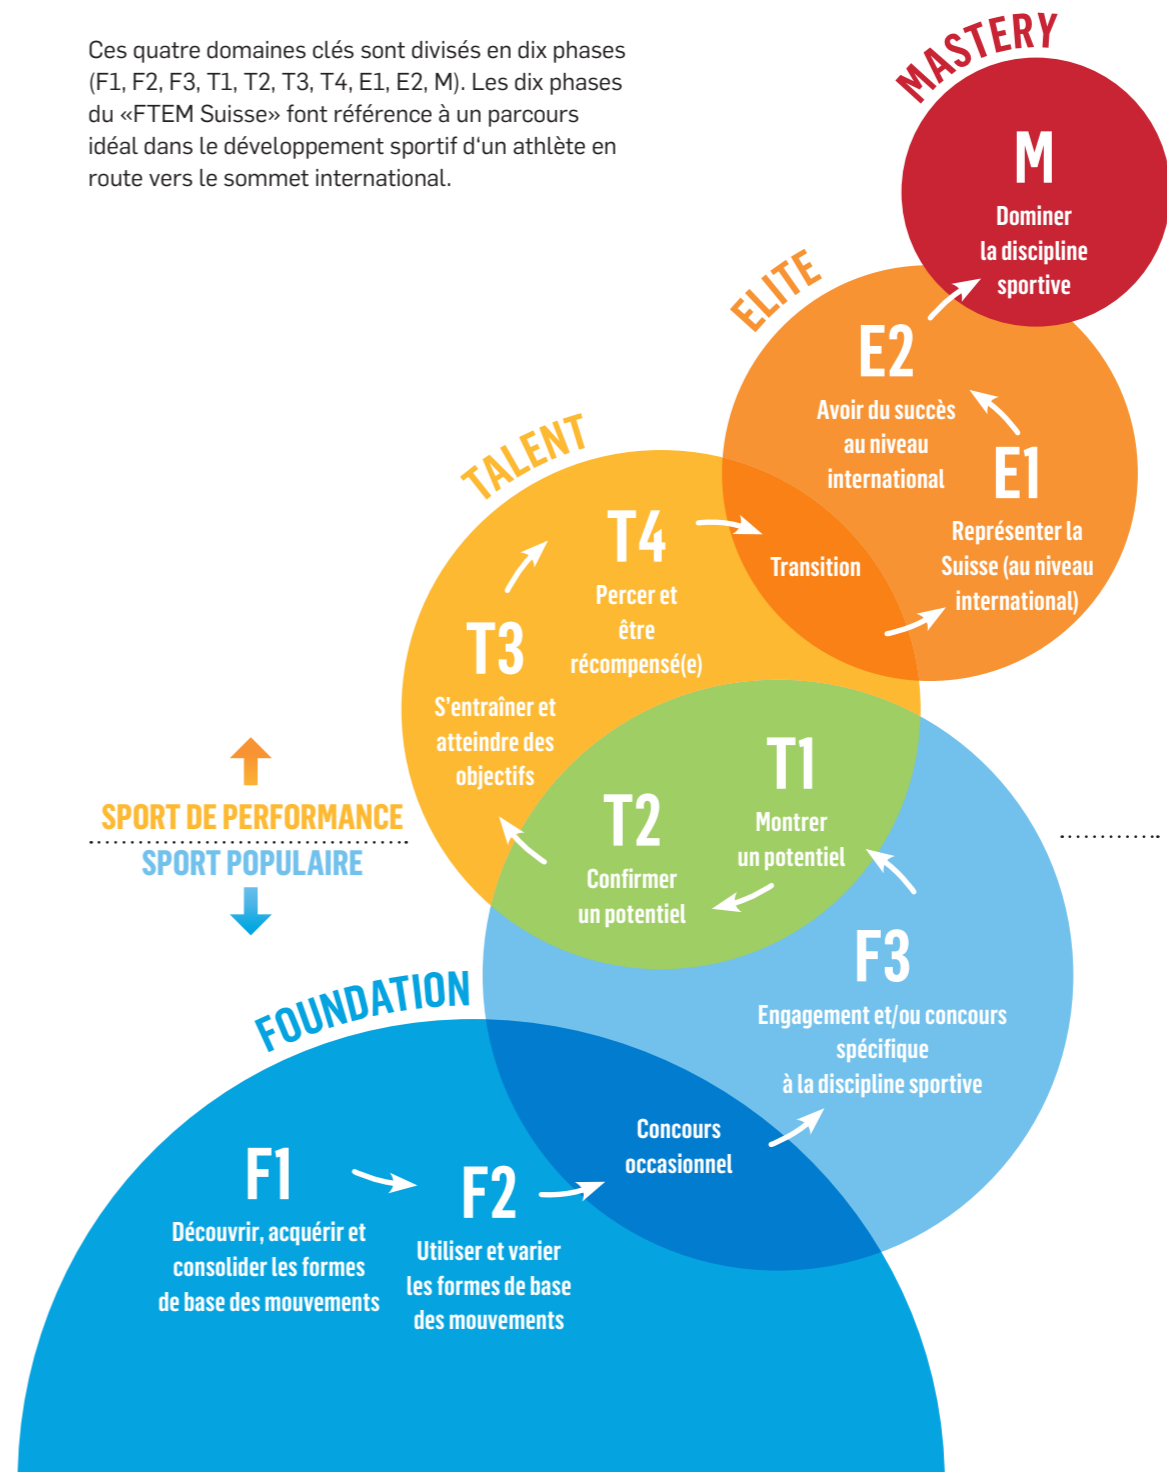 Ces quatre domaines clés sont divisés en dix phases
(F1, F2, F3, T1, T2, T3, T4, E1, E2, M). Les dix phases
du «FTEM Suisse» font référence à un parcours
idéal dans le développement sportif d'un athlète en
route vers le sommet international.
MASTERY
M
Dominer
la discipline
sportive
ELITE
E2
Avoir du succès
au niveau
international
E1
Représenter la
Suisse (au niveau
international)
TALENT
T4
Percer et
être
récompensé(e)
Transition
T3
S'entraîner et
atteindre des
objectifs
T1
Montrer
un potentiel
T2
Confirmer
un potentiel
SPORT DE PERFORMANCE
SPORT POPULAIRE
F3
Engagement et/ou concours
spécifique
à la discipline sportive
FOUNDATION
Concours
occasionnel
F1
Découvrir, acquérir et
consolider les formes
de base des mouvements
F2
Utiliser et varier
les formes de base
des mouvements